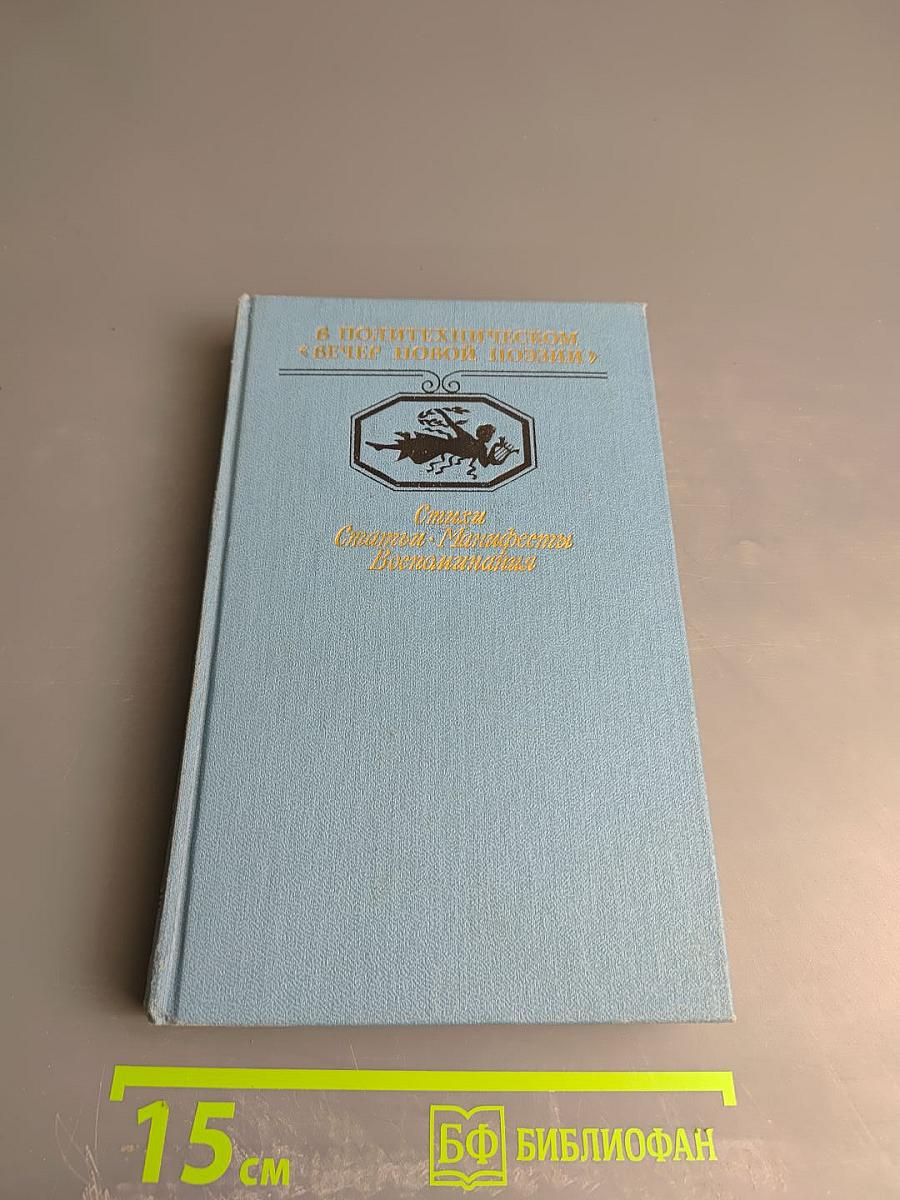 В ПОЛИТЕХНИЧЕСКОМ
«ВЕЧЕР НОВОЙ ПОЭЗИИ»
Стихи
Статьи · Манифесты
Воспоминания
15 см
БФ БИБЛИОФАН